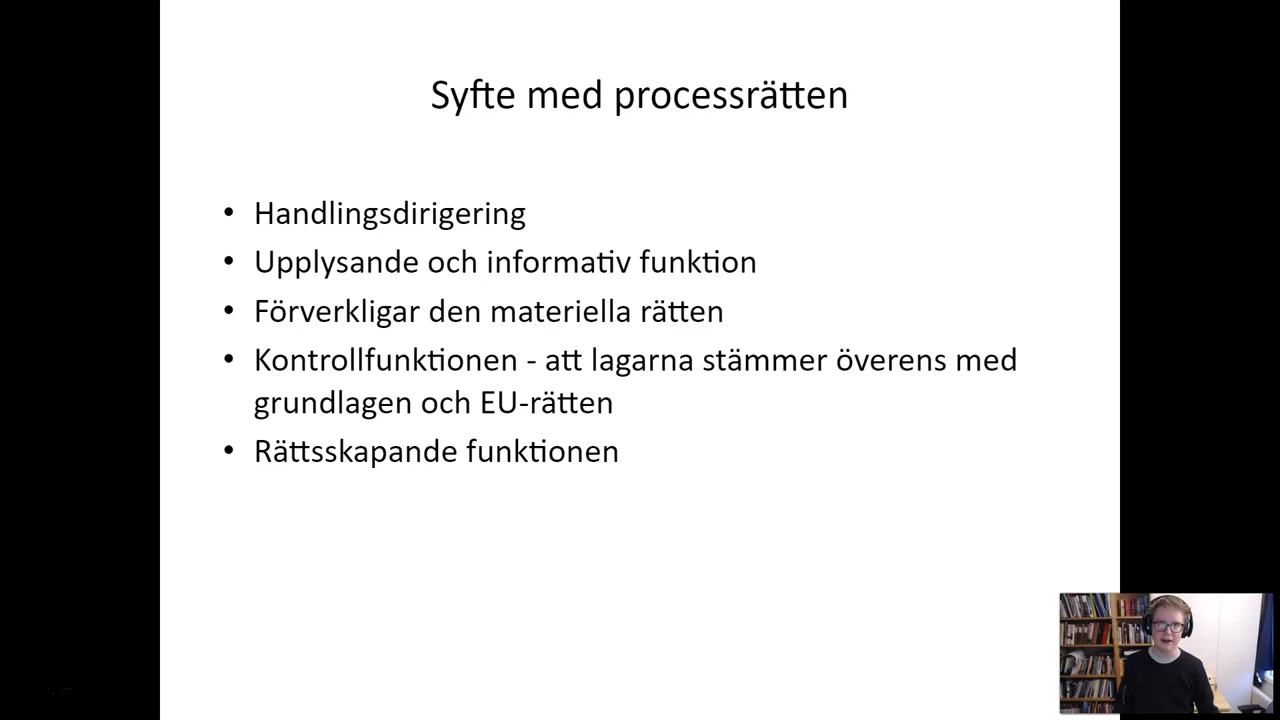 Syfte med processrätten
• Handlingsdirigering
• Upplysande och informativ funktion
• Förverkligar den materiella rätten
• Kontrollfunktionen - att lagarna stämmer överens med
grundlagen och EU-rätten
• Rättsskapande funktionen